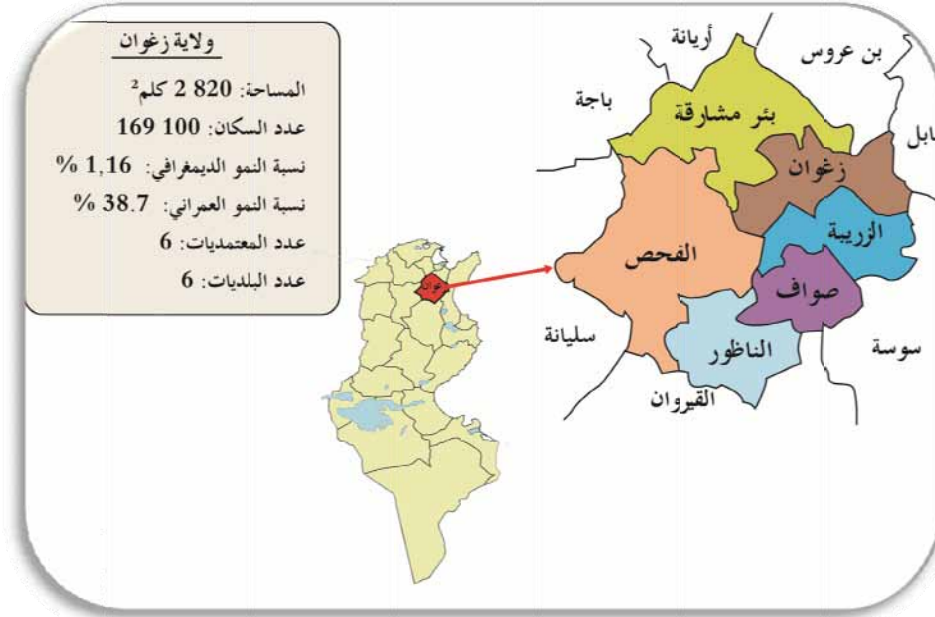 ولاية زغوان
المساحة: 820 2 كلم²
عدد السكان: 100 169
نسبة النمو الديمغرافي: 1,16 %
نسبة النمو العمراني: 38.7 %
عدد المعتمديات: 6
عدد البلديات: 6
أريانة
بن عروس
باجة
بئر مشارقة
نابل
زغوان
الزريبة
الفحص
صواف
سليانة
الناظور
سوسة
القيروان
زغوان